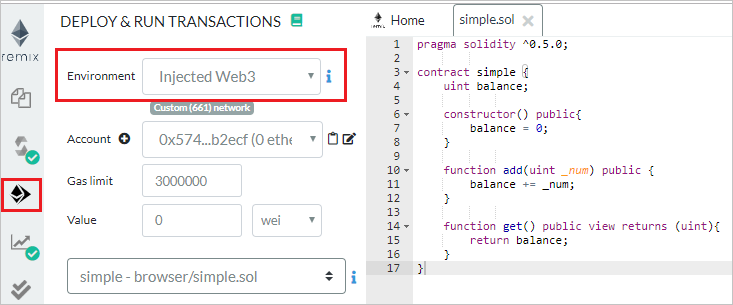 remix
DEPLOY & RUN TRANSACTIONS
Environment
Injected Web3
Custom (661) network
Account
0x574...b2ecf (0 ethe
Gas limit
3000000
Value
0
wei
simple - browser/simple.sol
Home
simple.sol
1 pragma solidity ^0.5.0;
2
3 contract simple {
4     uint balance;
5
6     constructor() public{
7         balance = 0;
8     }
9
10     function add(uint _num) public {
11         balance += _num;
12     }
13
14     function get() public view returns (uint){
15         return balance;
16     }
17 }